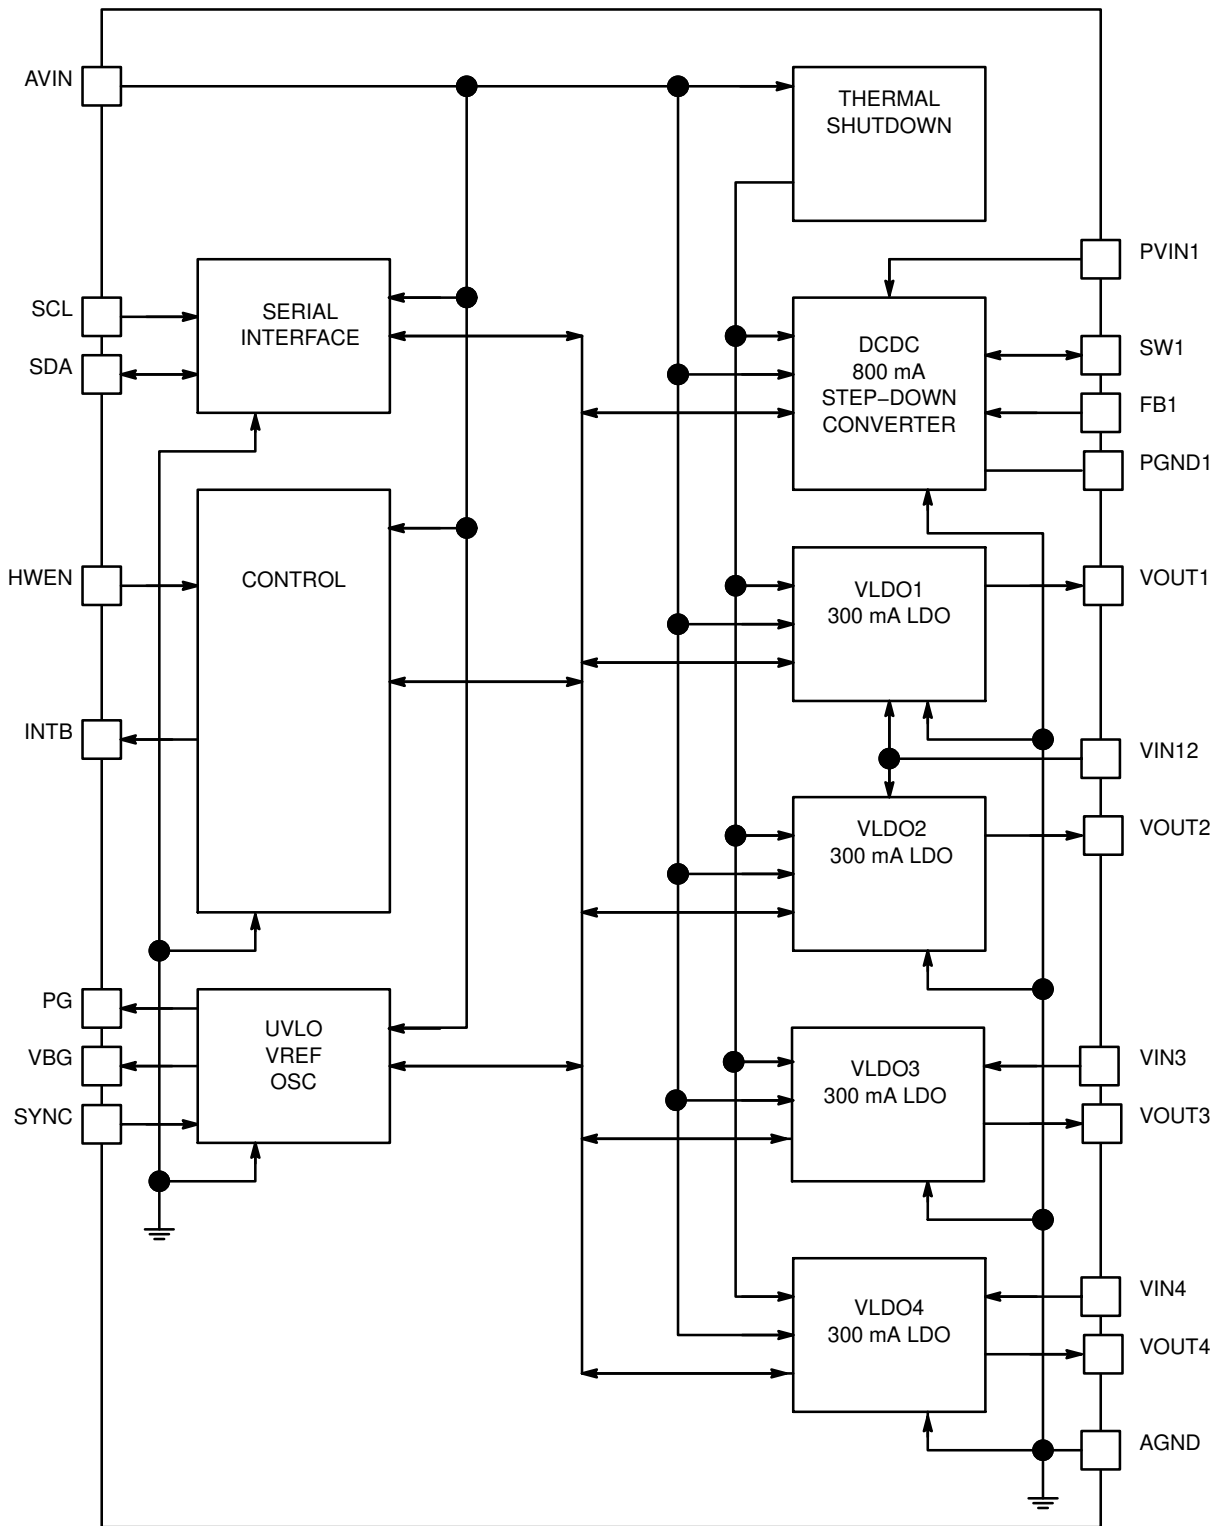 AVIN
THERMAL
SHUTDOWN
PVIN1
SCL
SERIAL
INTERFACE
SDA
DCDC
800 mA
STEP–DOWN
CONVERTER
SW1
FB1
PGND1
HWEN
CONTROL
VLDO1
300 mA LDO
VOUT1
INTB
VIN12
VLDO2
300 mA LDO
VOUT2
PG
VBG
SYNC
UVLO
VREF
OSC
VLDO3
300 mA LDO
VIN3
VOUT3
VLDO4
300 mA LDO
VIN4
VOUT4
AGND